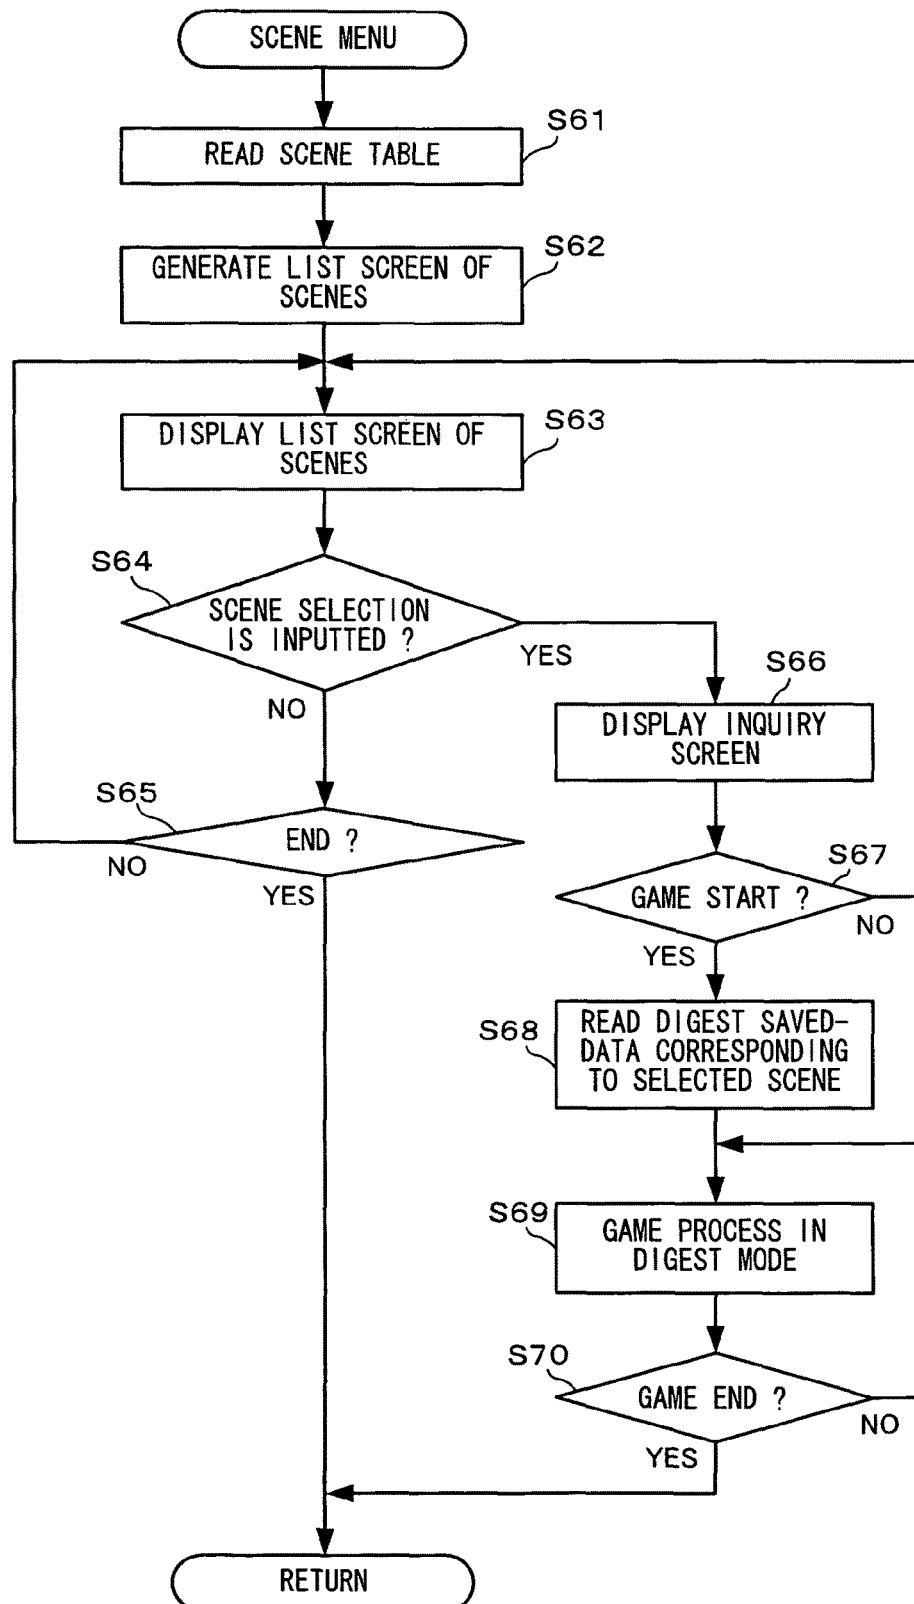 SCENE MENU
S61
READ SCENE TABLE
S62
GENERATE LIST SCREEN OF
SCENES
S63
DISPLAY LIST SCREEN OF
SCENES
S64
SCENE SELECTION
IS INPUTTED ?
YES
NO
S66
DISPLAY INQUIRY
SCREEN
S65
END ?
NO
YES
S67
GAME START ?
NO
YES
S68
READ DIGEST SAVED-
DATA CORRESPONDING
TO SELECTED SCENE
S69
GAME PROCESS IN
DIGEST MODE
S70
GAME END ?
NO
YES
RETURN